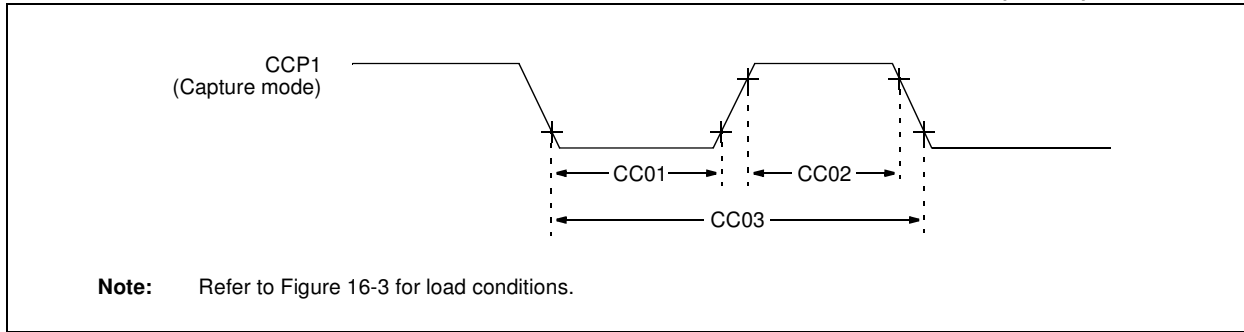 CCP1
(Capture mode)
CC01
CC02
CC03
Note: Refer to Figure 16-3 for load conditions.